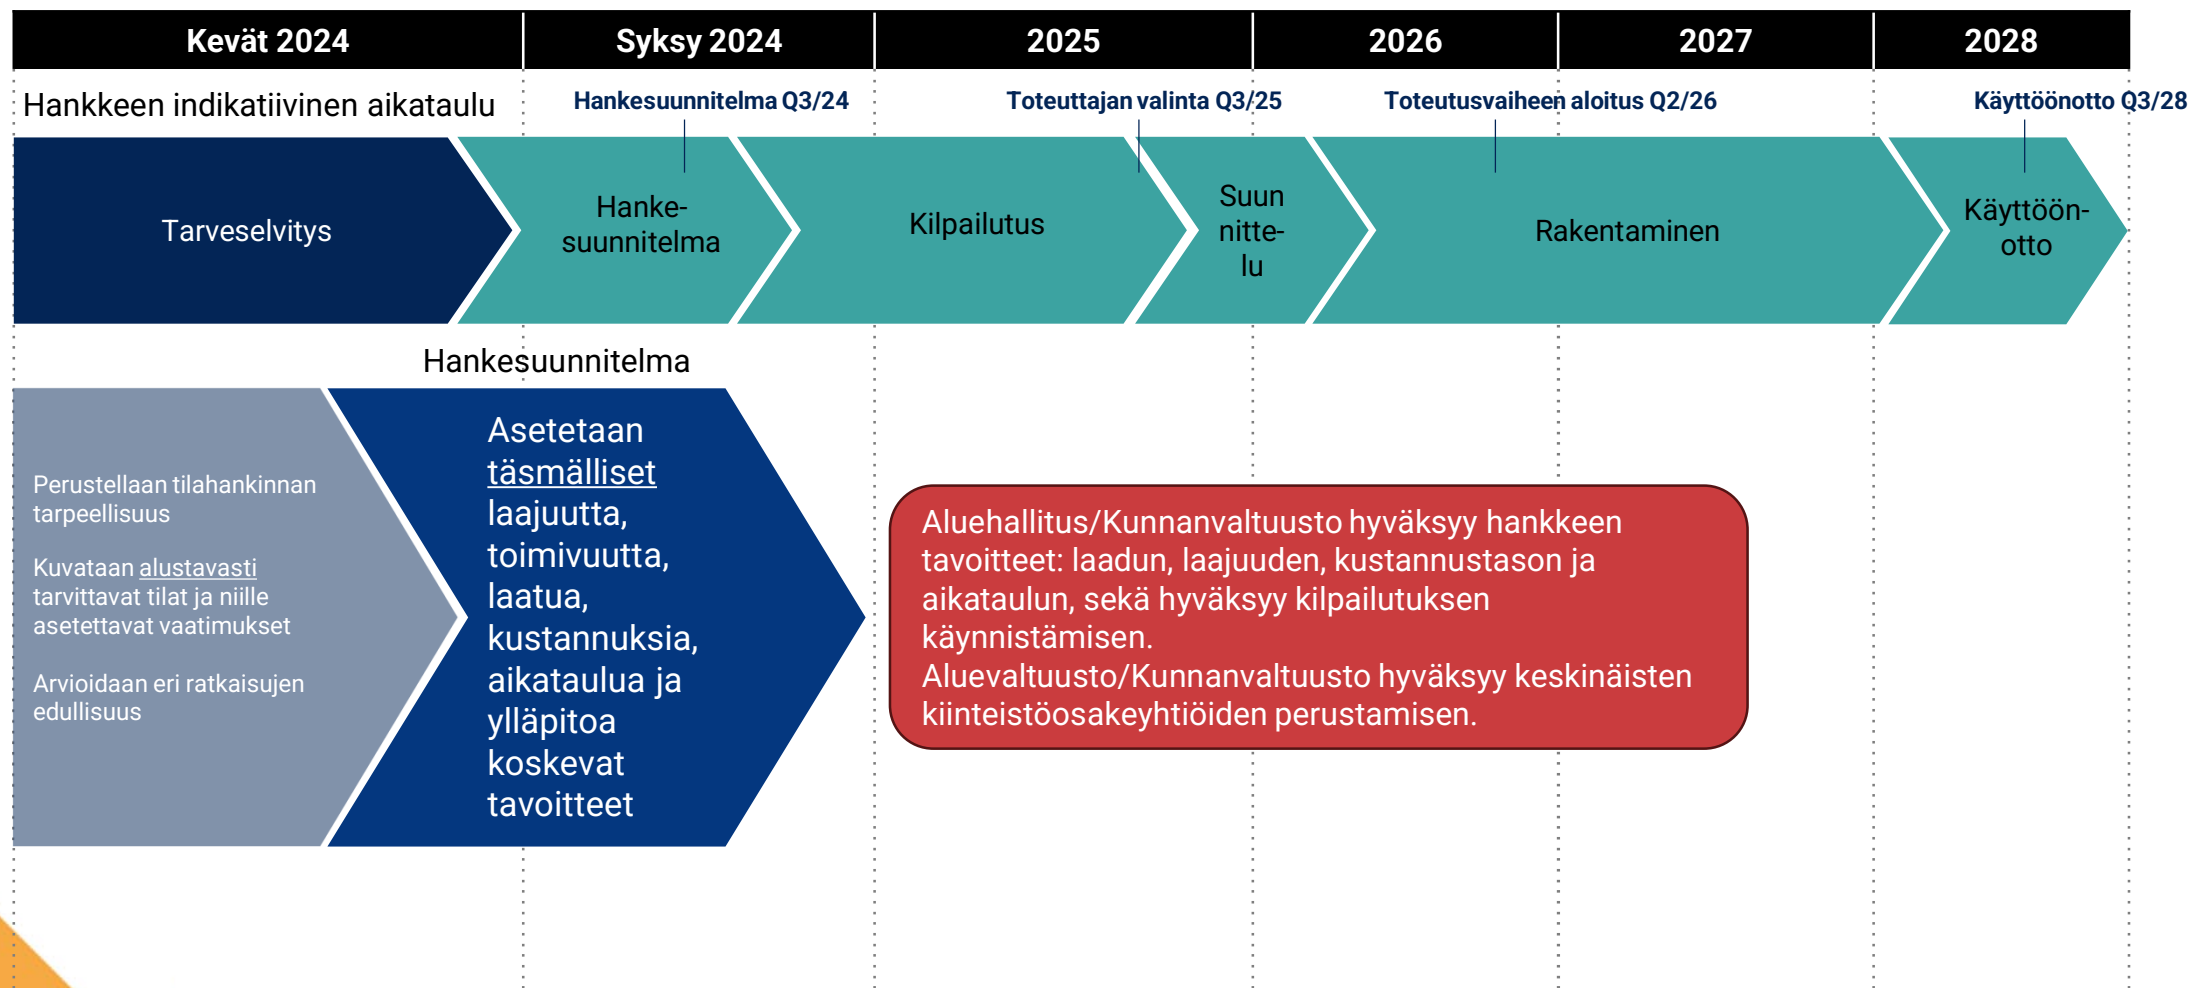 Kevät 2024
Syksy 2024
2025
2026
2027
2028
Hankkeen indikatiivinen aikataulu
Hankesuunnitelma Q3/24
Toteuttajan valinta Q3/25
Toteutusvaiheen aloitus Q2/26
Käyttöönotto Q3/28
Tarveselvitys
Hanke-
suunnitelma
Kilpailutus
Suun
nitte-
lu
Rakentaminen
Käyttöön-
otto
Hankesuunnitelma
Perustellaan tilahankinnan
tarpeellisuus
Kuvataan alustavasti
tarvittavat tilat ja niille
asetettavat vaatimukset
Arvioidaan eri ratkaisujen
edullisuus
Asetetaan
täsmälliset
laajuutta,
toimivuutta,
laatua,
kustannuksia,
aikataulua ja
ylläpitoa
koskevat
tavoitteet
Aluehallitus/Kunnanvaltuusto hyväksyy hankkeen
tavoitteet: laadun, laajuuden, kustannustason ja
aikataulun, sekä hyväksyy kilpailutuksen
käynnistämisen.
Aluevaltuusto/Kunnanvaltuusto hyväksyy keskinäisten
kiinteistöosakeyhtiöiden perustamisen.